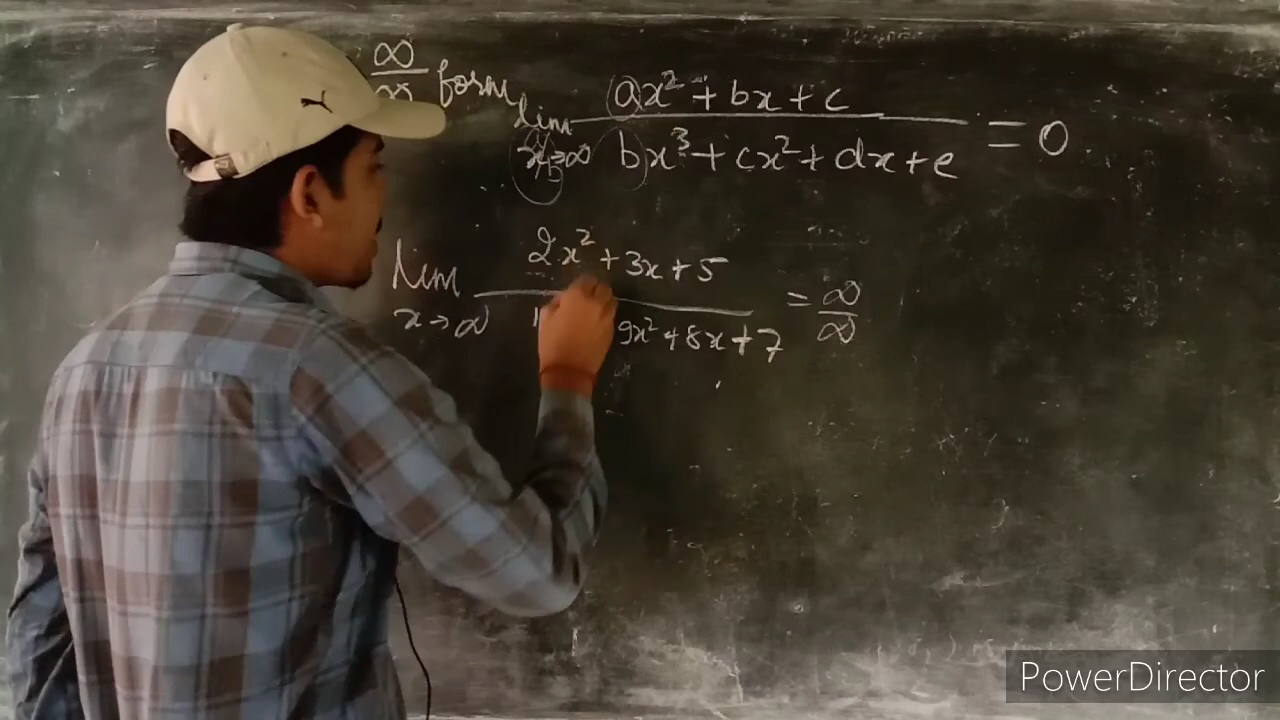 ∞/∞ form
lim x→∞ (ax² + bx + c)/(bx³ + cx² + dx + e) = 0
lim x→∞ (2x² + 3x + 5)/(9x² + 8x + 7) = ∞/∞
PowerDirector